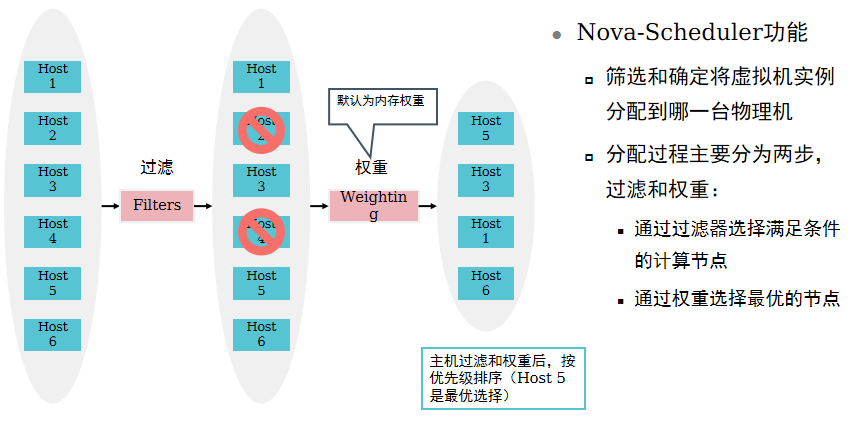 Host
1
Host
2
Host
3
Host
4
Host
5
Host
6
过滤
Filters
Host
1
Host
2
Host
3
Host
4
Host
5
Host
6
默认为内存权重
权重
Weightin
g
Host
5
Host
3
Host
1
Host
6
主机过滤和权重后，按
优先级排序（Host 5
是最优选择）
Nova-Scheduler功能
筛选和确定将虚拟机实例
分配到哪一台物理机
分配过程主要分为两步，
过滤和权重：
通过过滤器选择满足条件
的计算节点
通过权重选择最优的节点